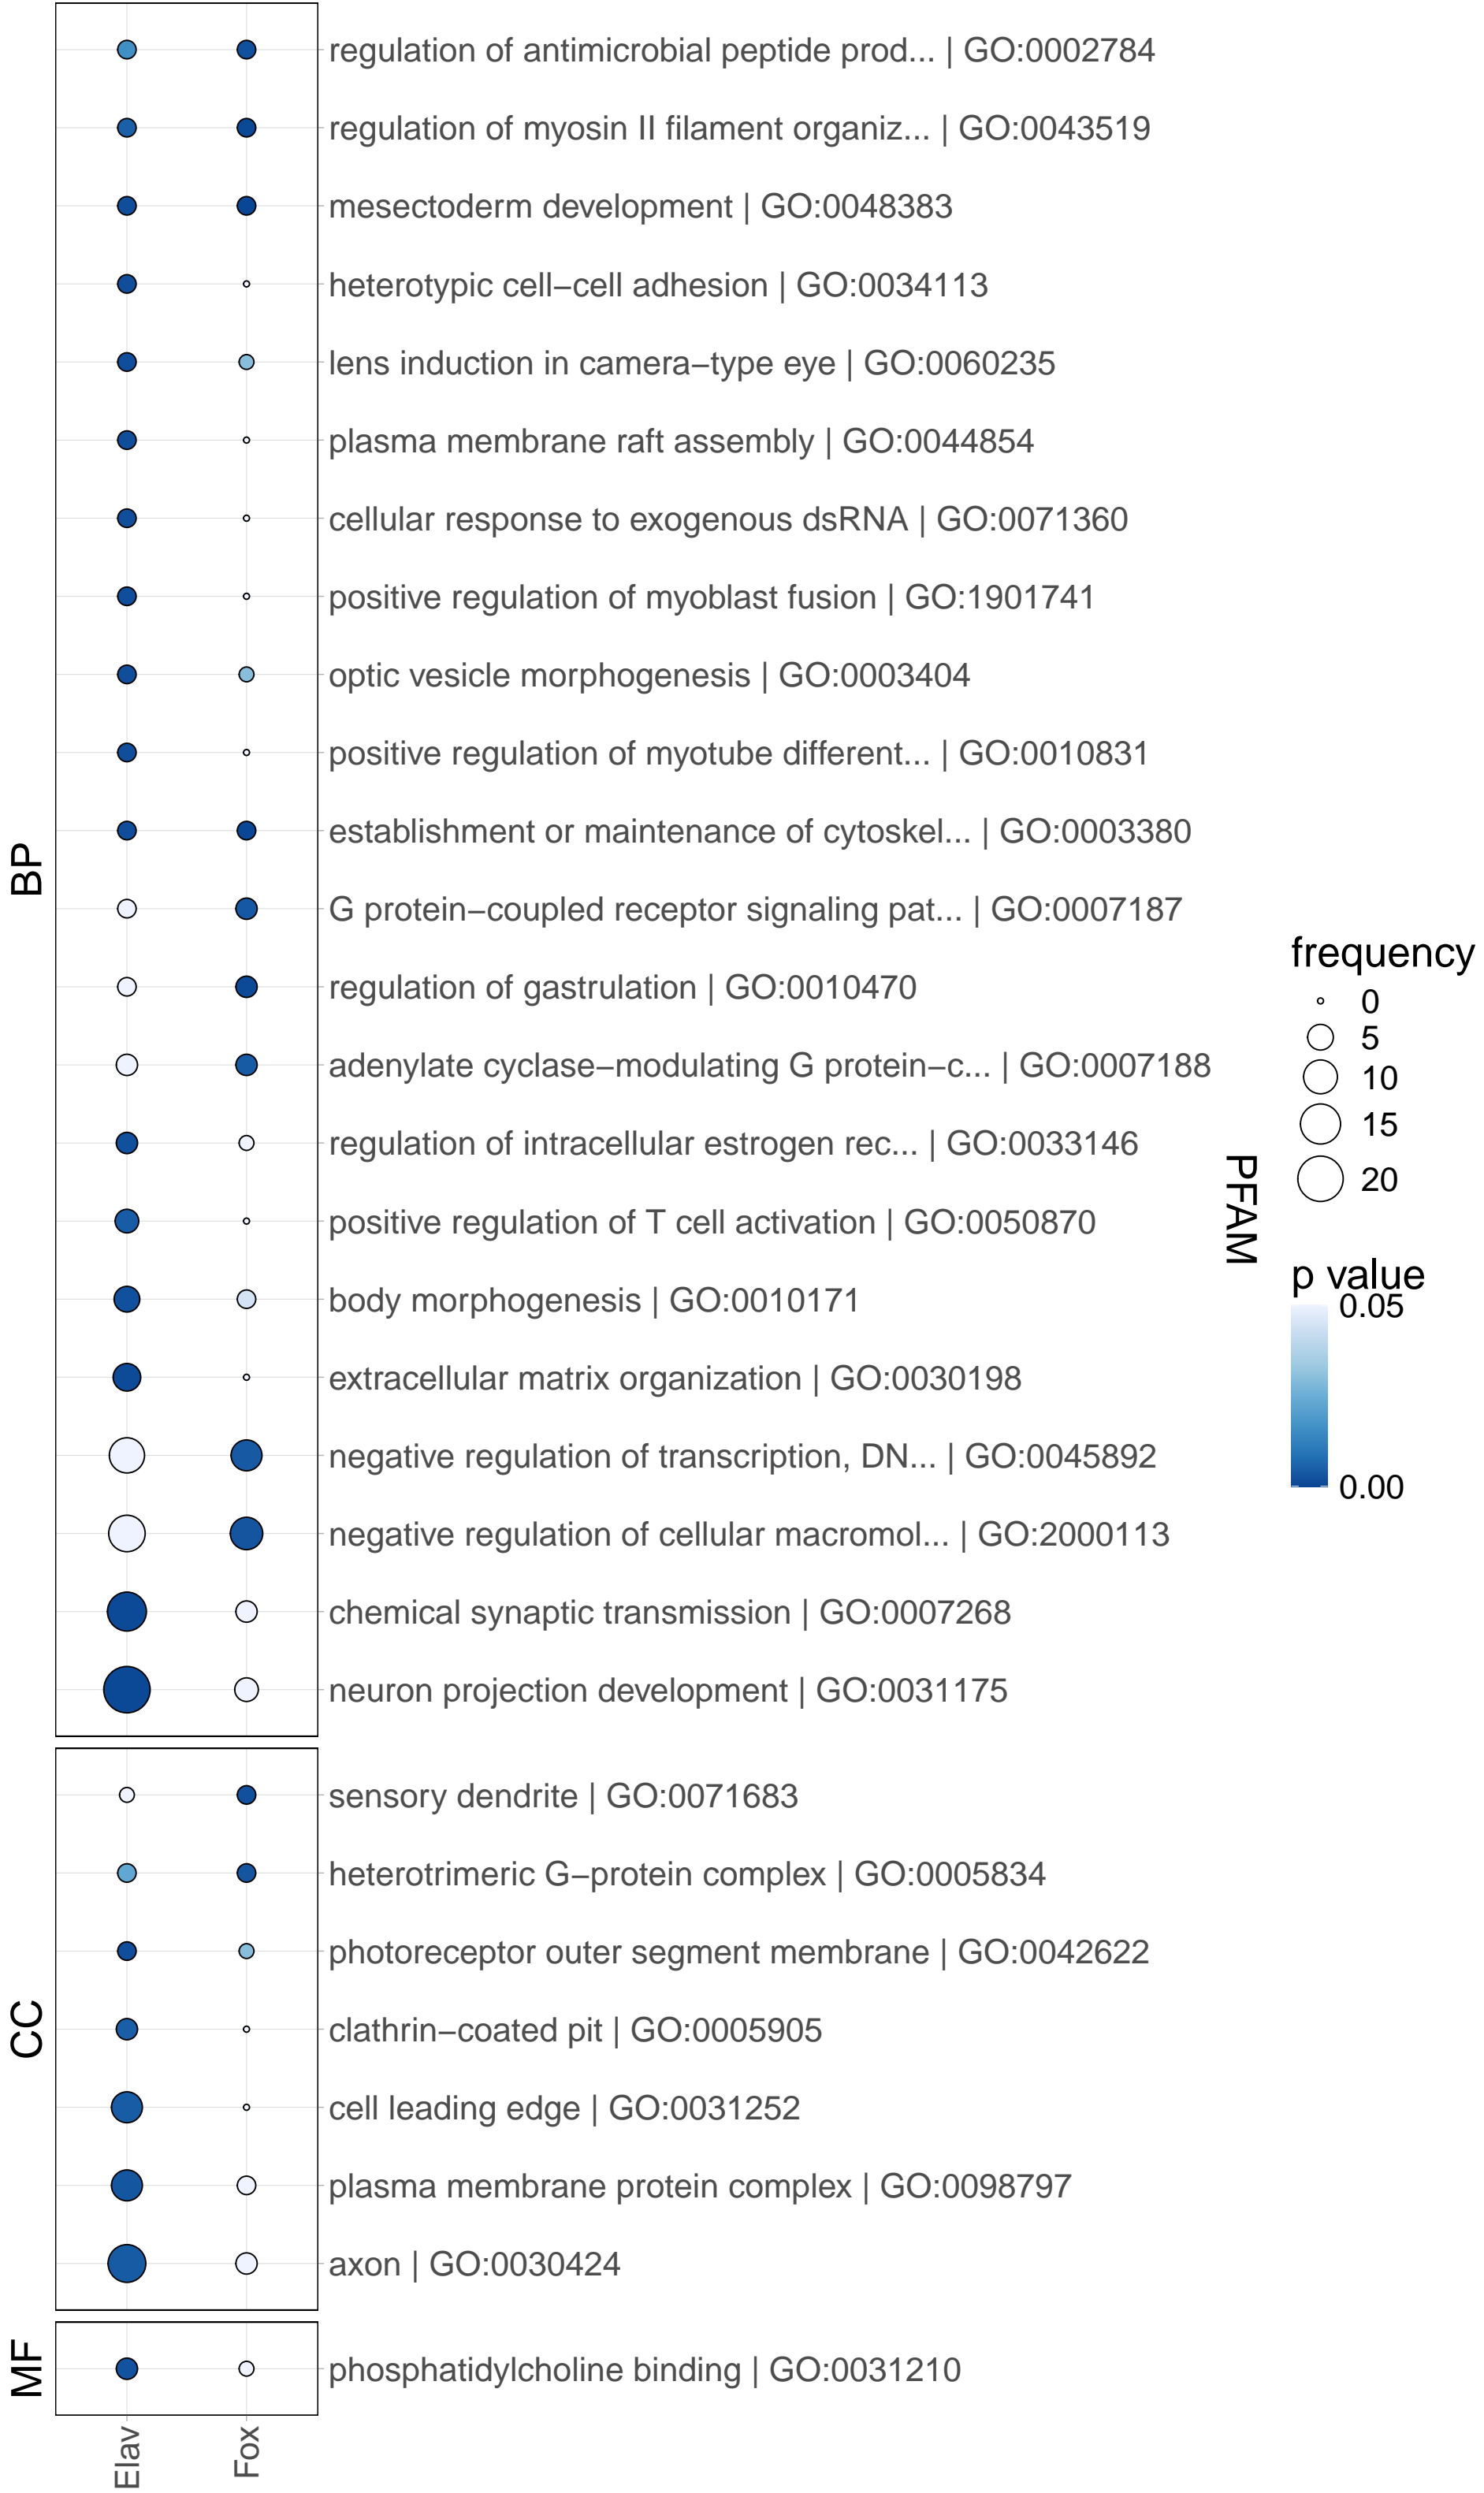 BP
regulation of antimicrobial peptide prod... | GO:0002784
regulation of myosin II filament organiz... | GO:0043519
mesectoderm development | GO:0048383
heterotypic cell−cell adhesion | GO:0034113
lens induction in camera−type eye | GO:0060235
plasma membrane raft assembly | GO:0044854
cellular response to exogenous dsRNA | GO:0071360
positive regulation of myoblast fusion | GO:1901741
optic vesicle morphogenesis | GO:0003404
positive regulation of myotube different... | GO:0010831
establishment or maintenance of cytoskel... | GO:0003380
G protein−coupled receptor signaling pat... | GO:0007187
regulation of gastrulation | GO:0010470
adenylate cyclase−modulating G protein−c... | GO:0007188
regulation of intracellular estrogen rec... | GO:0033146
positive regulation of T cell activation | GO:0050870
body morphogenesis | GO:0010171
extracellular matrix organization | GO:0030198
negative regulation of transcription, DN... | GO:0045892
negative regulation of cellular macromol... | GO:2000113
chemical synaptic transmission | GO:0007268
neuron projection development | GO:0031175
CC
sensory dendrite | GO:0071683
heterotrimeric G−protein complex | GO:0005834
photoreceptor outer segment membrane | GO:0042622
clathrin−coated pit | GO:0005905
cell leading edge | GO:0031252
plasma membrane protein complex | GO:0098797
axon | GO:0030424
MF
phosphatidylcholine binding | GO:0031210
Elav
Fox
PFAM
frequency
0
5
10
15
20
p value
0.05
0.00